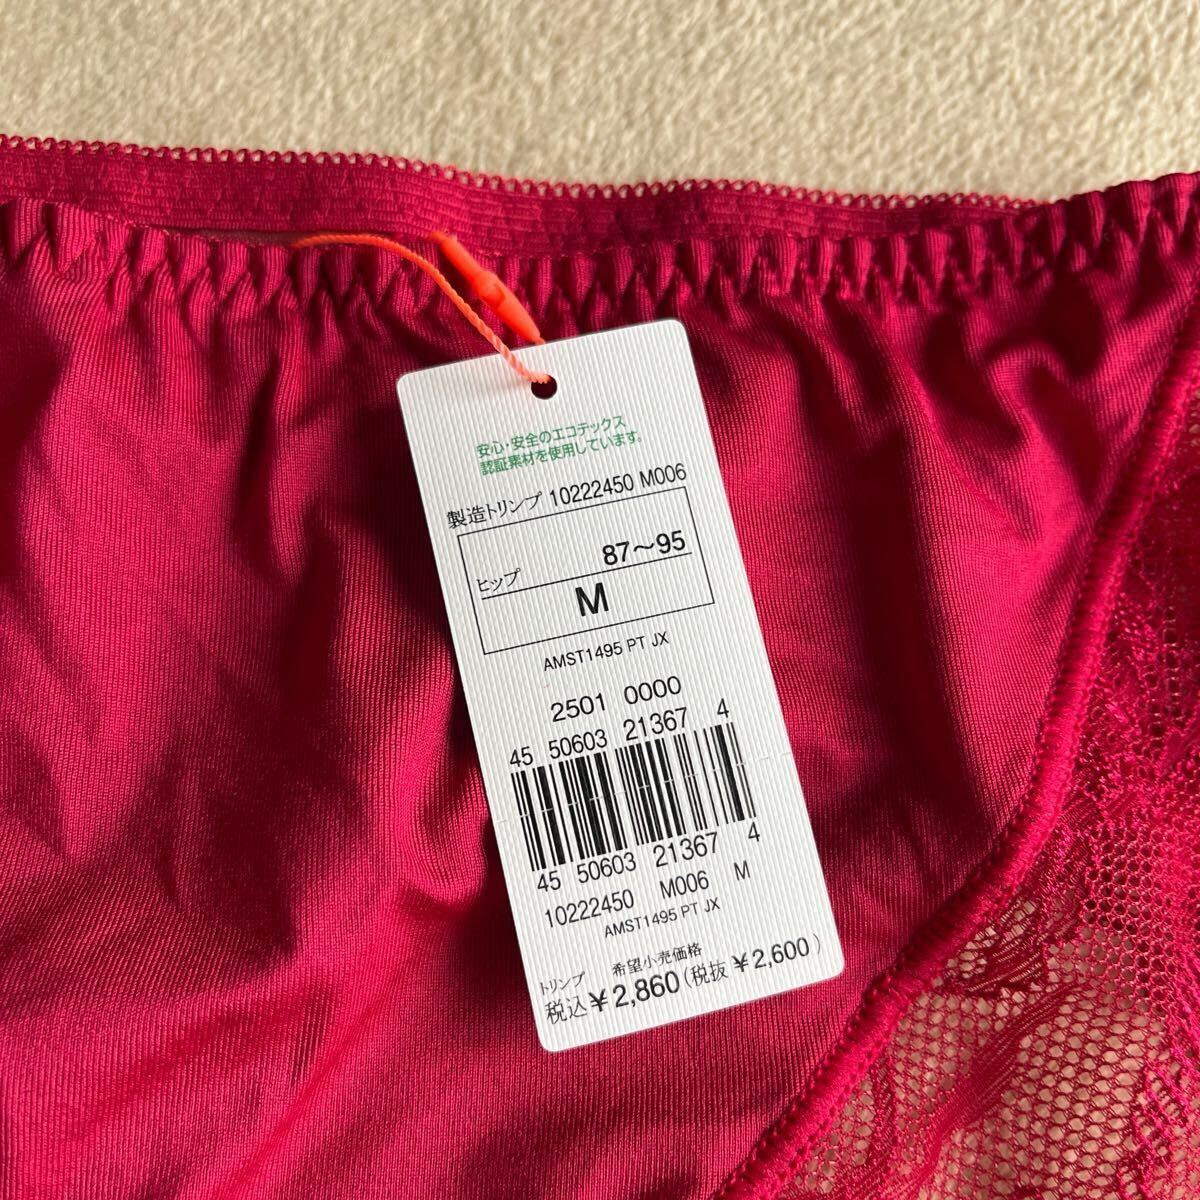 安心・安全のエコテックス
認証素材を使用しています。
製造トリンプ 10222450 M006
ヒップ 87～95
M
AMST1495 PT JX
2501 0000
45 50603 21367 4
45 50603 21367 4
10222450 M006 M
AMST1495 PT JX
トリンプ 希望小売価格
税込￥2,860(税抜￥2,600)